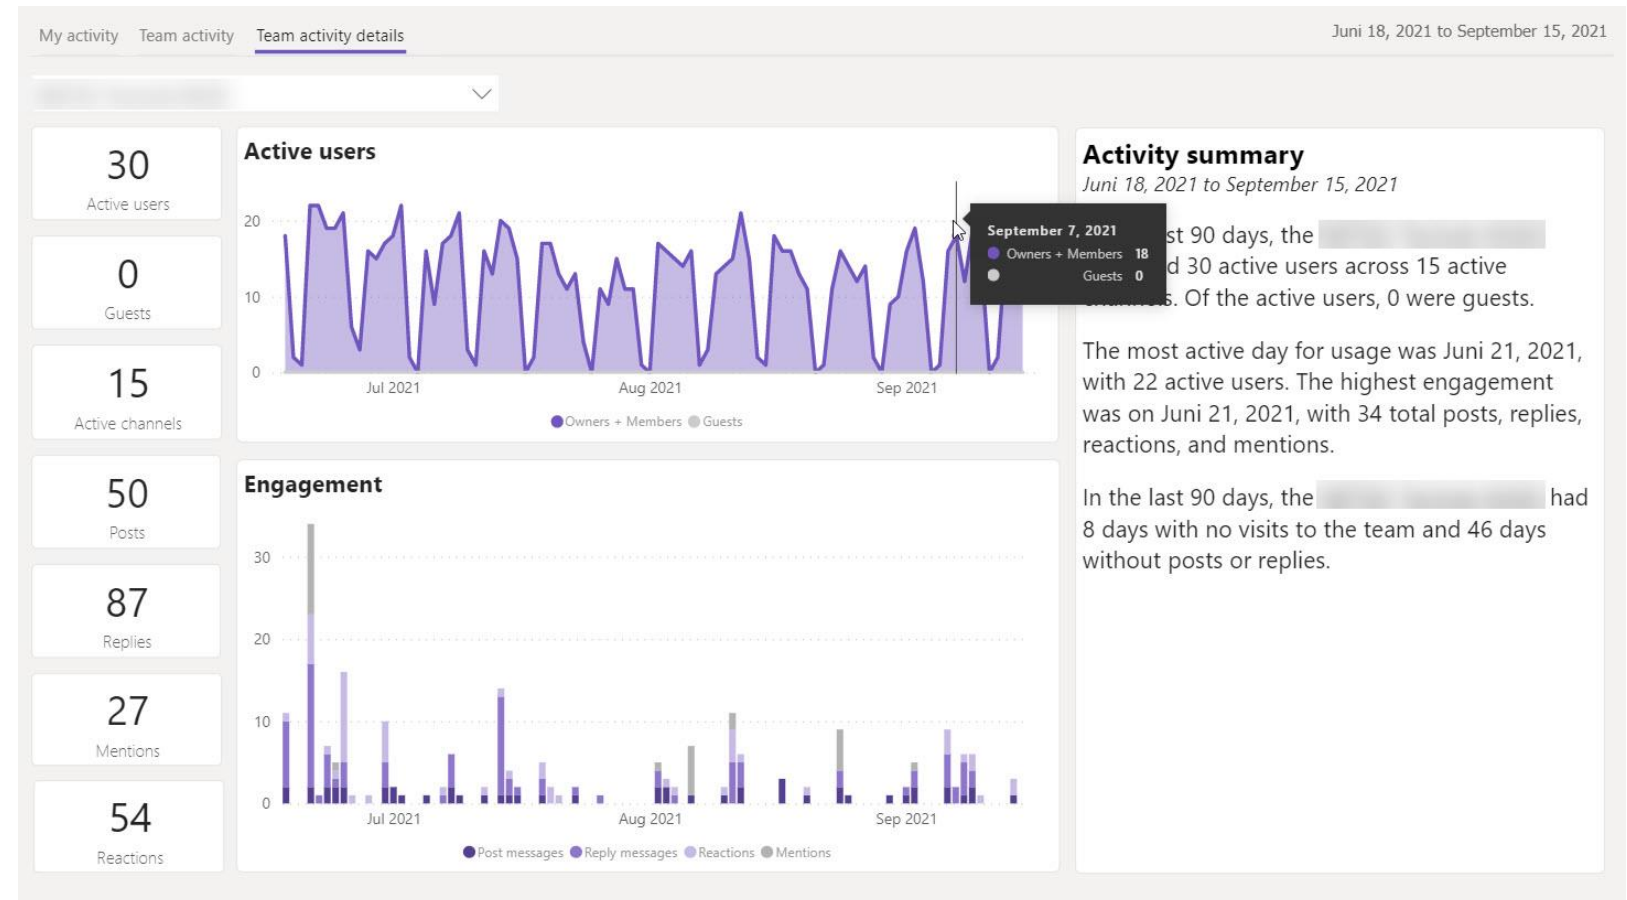 My activity Team activity Team activity details
Juni 18, 2021 to September 15, 2021
30
Active users
0
Guests
15
Active channels
50
Posts
87
Replies
27
Mentions
54
Reactions
Active users
20
10
0
Jul 2021 Aug 2021 Sep 2021
Owners + Members Guests
September 7, 2021
Owners + Members 18
Guests 0
Engagement
30
20
10
0
Jul 2021 Aug 2021 Sep 2021
Post messages Reply messages Reactions Mentions
Activity summary
Juni 18, 2021 to September 15, 2021
st 90 days, the
d 30 active users across 15 active
channels. Of the active users, 0 were guests.
The most active day for usage was Juni 21, 2021,
with 22 active users. The highest engagement
was on Juni 21, 2021, with 34 total posts, replies,
reactions, and mentions.
In the last 90 days, the had
8 days with no visits to the team and 46 days
without posts or replies.